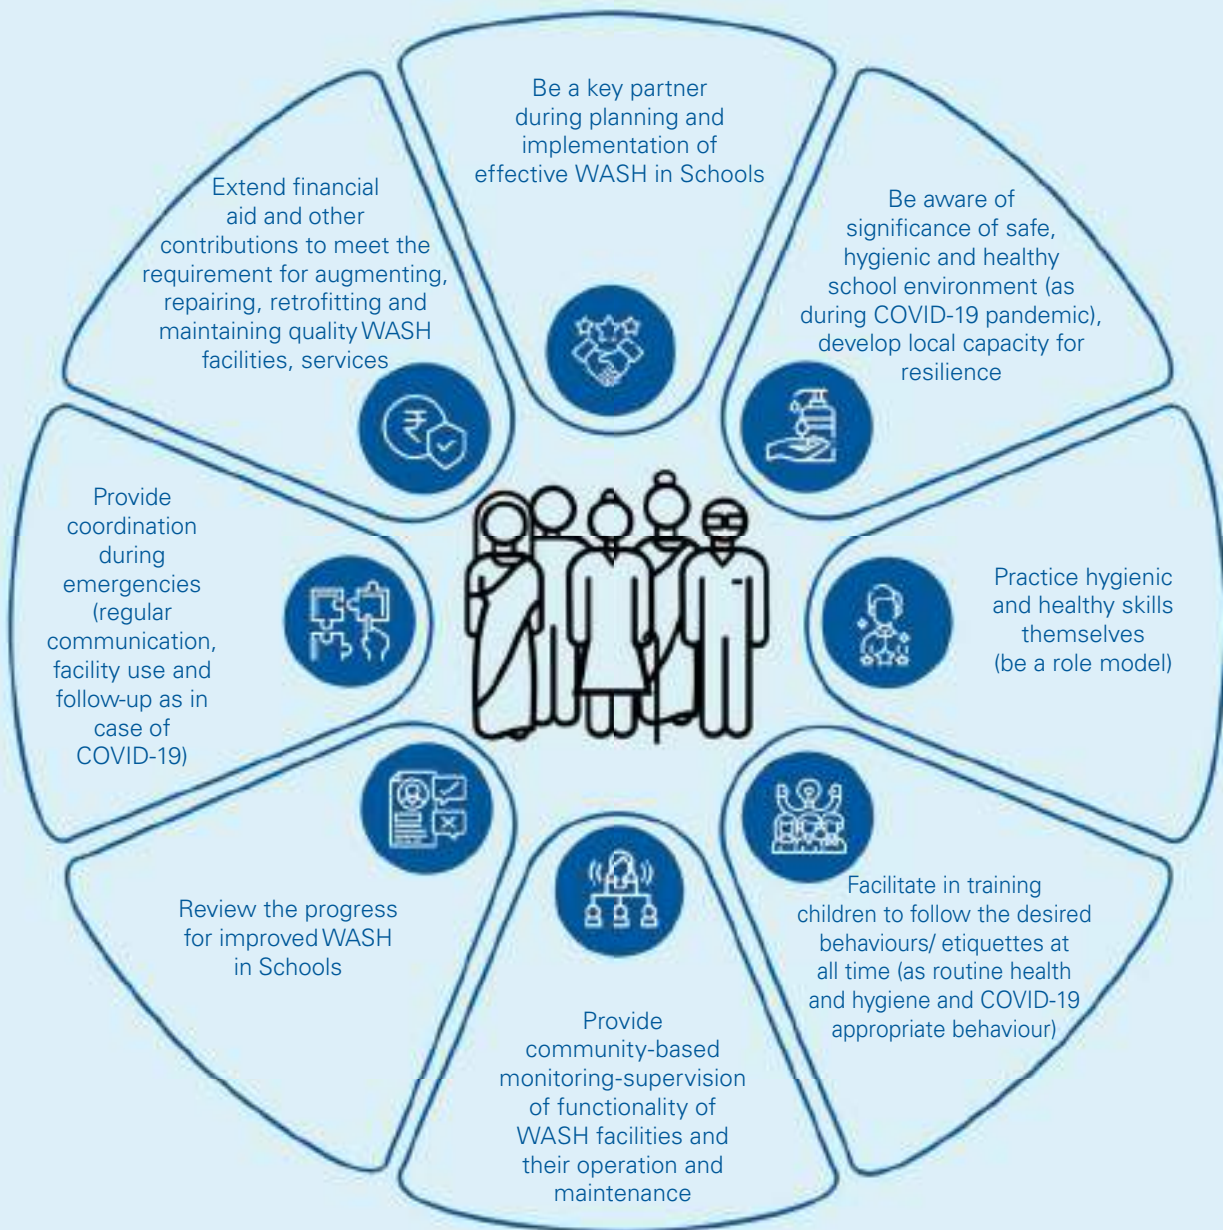 Be a key partner
during planning and
implementation of
effective WASH in Schools
Be aware of
significance of safe,
hygienic and healthy
school environment (as
during COVID-19 pandemic),
develop local capacity for
resilience
Practice hygienic
and healthy skills
themselves
(be a role model)
Facilitate in training
children to follow the desired
behaviours/ etiquettes at
all time (as routine health
and hygiene and COVID-19
appropriate behaviour)
Provide
community-based
monitoring-supervision
of functionality of
WASH facilities and
their operation and
maintenance
Review the progress
for improved WASH
in Schools
Provide
coordination
during
emergencies
(regular
communication,
facility use and
follow-up as in
case of
COVID-19)
Extend financial
aid and other
contributions to meet the
requirement for augmenting,
repairing, retrofitting and
maintaining quality WASH
facilities, services
₹